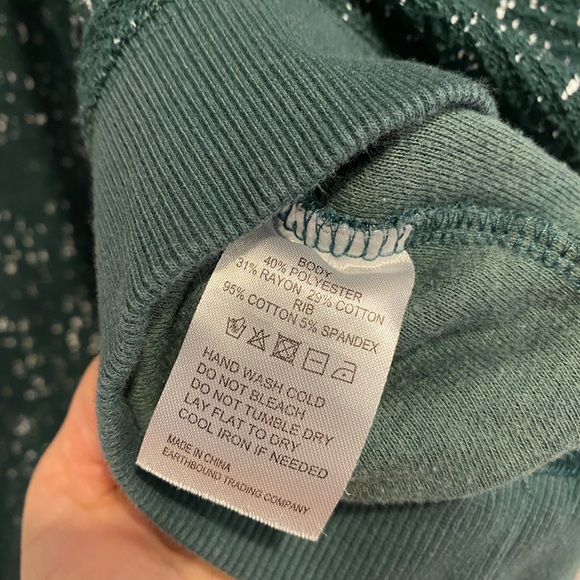 BODY
40% POLYESTER
31% RAYON 29% COTTON
RIB
95% COTTON 5% SPANDEX
HAND WASH COLD
DO NOT BLEACH
DO NOT TUMBLE DRY
LAY FLAT TO DRY
COOL IRON IF NEEDED
MADE IN CHINA
EARTHBOUND TRADING COMPANY